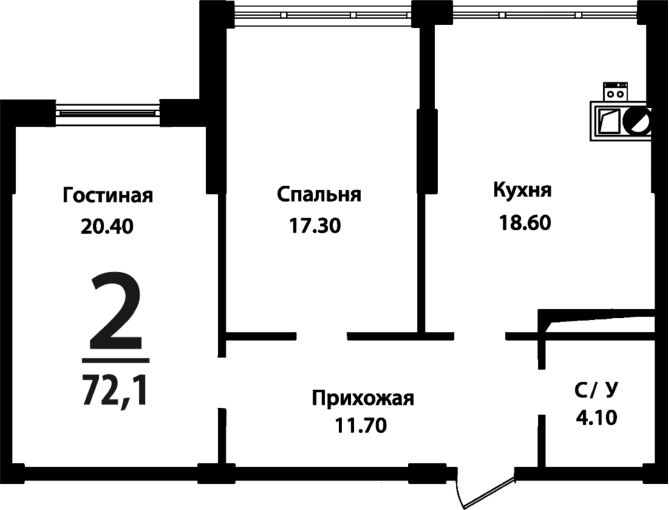 Гостиная
20.40
Спальня
17.30
Кухня
18.60
2
72,1
Прихожая
11.70
С/ У
4.10